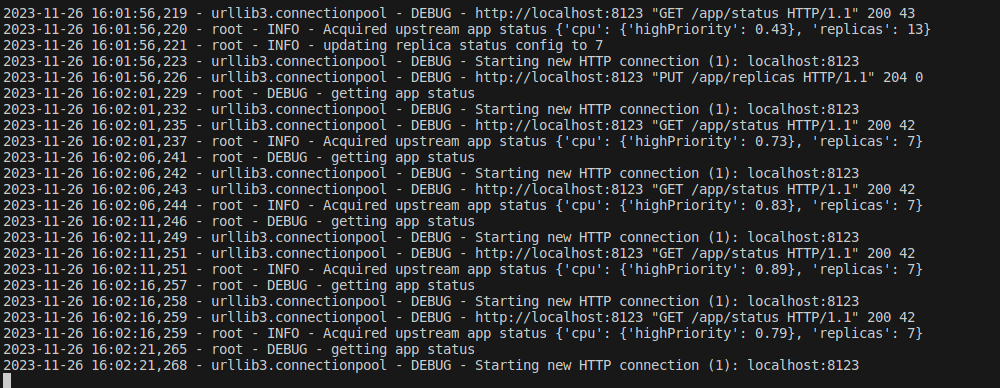 2023-11-26 16:01:56,219 - urllib3.connectionpool - DEBUG - http://localhost:8123 "GET /app/status HTTP/1.1" 200 43
2023-11-26 16:01:56,220 - root - INFO - Acquired upstream app status {'cpu': {'highPriority': 0.43}, 'replicas': 13}
2023-11-26 16:01:56,221 - root - INFO - updating replica status config to 7
2023-11-26 16:01:56,223 - urllib3.connectionpool - DEBUG - Starting new HTTP connection (1): localhost:8123
2023-11-26 16:01:56,226 - urllib3.connectionpool - DEBUG - http://localhost:8123 "PUT /app/replicas HTTP/1.1" 204 0
2023-11-26 16:02:01,229 - root - DEBUG - getting app status
2023-11-26 16:02:01,232 - urllib3.connectionpool - DEBUG - Starting new HTTP connection (1): localhost:8123
2023-11-26 16:02:01,235 - urllib3.connectionpool - DEBUG - http://localhost:8123 "GET /app/status HTTP/1.1" 200 42
2023-11-26 16:02:01,237 - root - INFO - Acquired upstream app status {'cpu': {'highPriority': 0.73}, 'replicas': 7}
2023-11-26 16:02:06,241 - root - DEBUG - getting app status
2023-11-26 16:02:06,242 - urllib3.connectionpool - DEBUG - Starting new HTTP connection (1): localhost:8123
2023-11-26 16:02:06,243 - urllib3.connectionpool - DEBUG - http://localhost:8123 "GET /app/status HTTP/1.1" 200 42
2023-11-26 16:02:06,244 - root - INFO - Acquired upstream app status {'cpu': {'highPriority': 0.83}, 'replicas': 7}
2023-11-26 16:02:11,246 - root - DEBUG - getting app status
2023-11-26 16:02:11,249 - urllib3.connectionpool - DEBUG - Starting new HTTP connection (1): localhost:8123
2023-11-26 16:02:11,251 - urllib3.connectionpool - DEBUG - http://localhost:8123 "GET /app/status HTTP/1.1" 200 42
2023-11-26 16:02:11,251 - root - INFO - Acquired upstream app status {'cpu': {'highPriority': 0.89}, 'replicas': 7}
2023-11-26 16:02:16,257 - root - DEBUG - getting app status
2023-11-26 16:02:16,258 - urllib3.connectionpool - DEBUG - Starting new HTTP connection (1): localhost:8123
2023-11-26 16:02:16,259 - urllib3.connectionpool - DEBUG - http://localhost:8123 "GET /app/status HTTP/1.1" 200 42
2023-11-26 16:02:16,259 - root - INFO - Acquired upstream app status {'cpu': {'highPriority': 0.79}, 'replicas': 7}
2023-11-26 16:02:21,265 - root - DEBUG - getting app status
2023-11-26 16:02:21,268 - urllib3.connectionpool - DEBUG - Starting new HTTP connection (1): localhost:8123